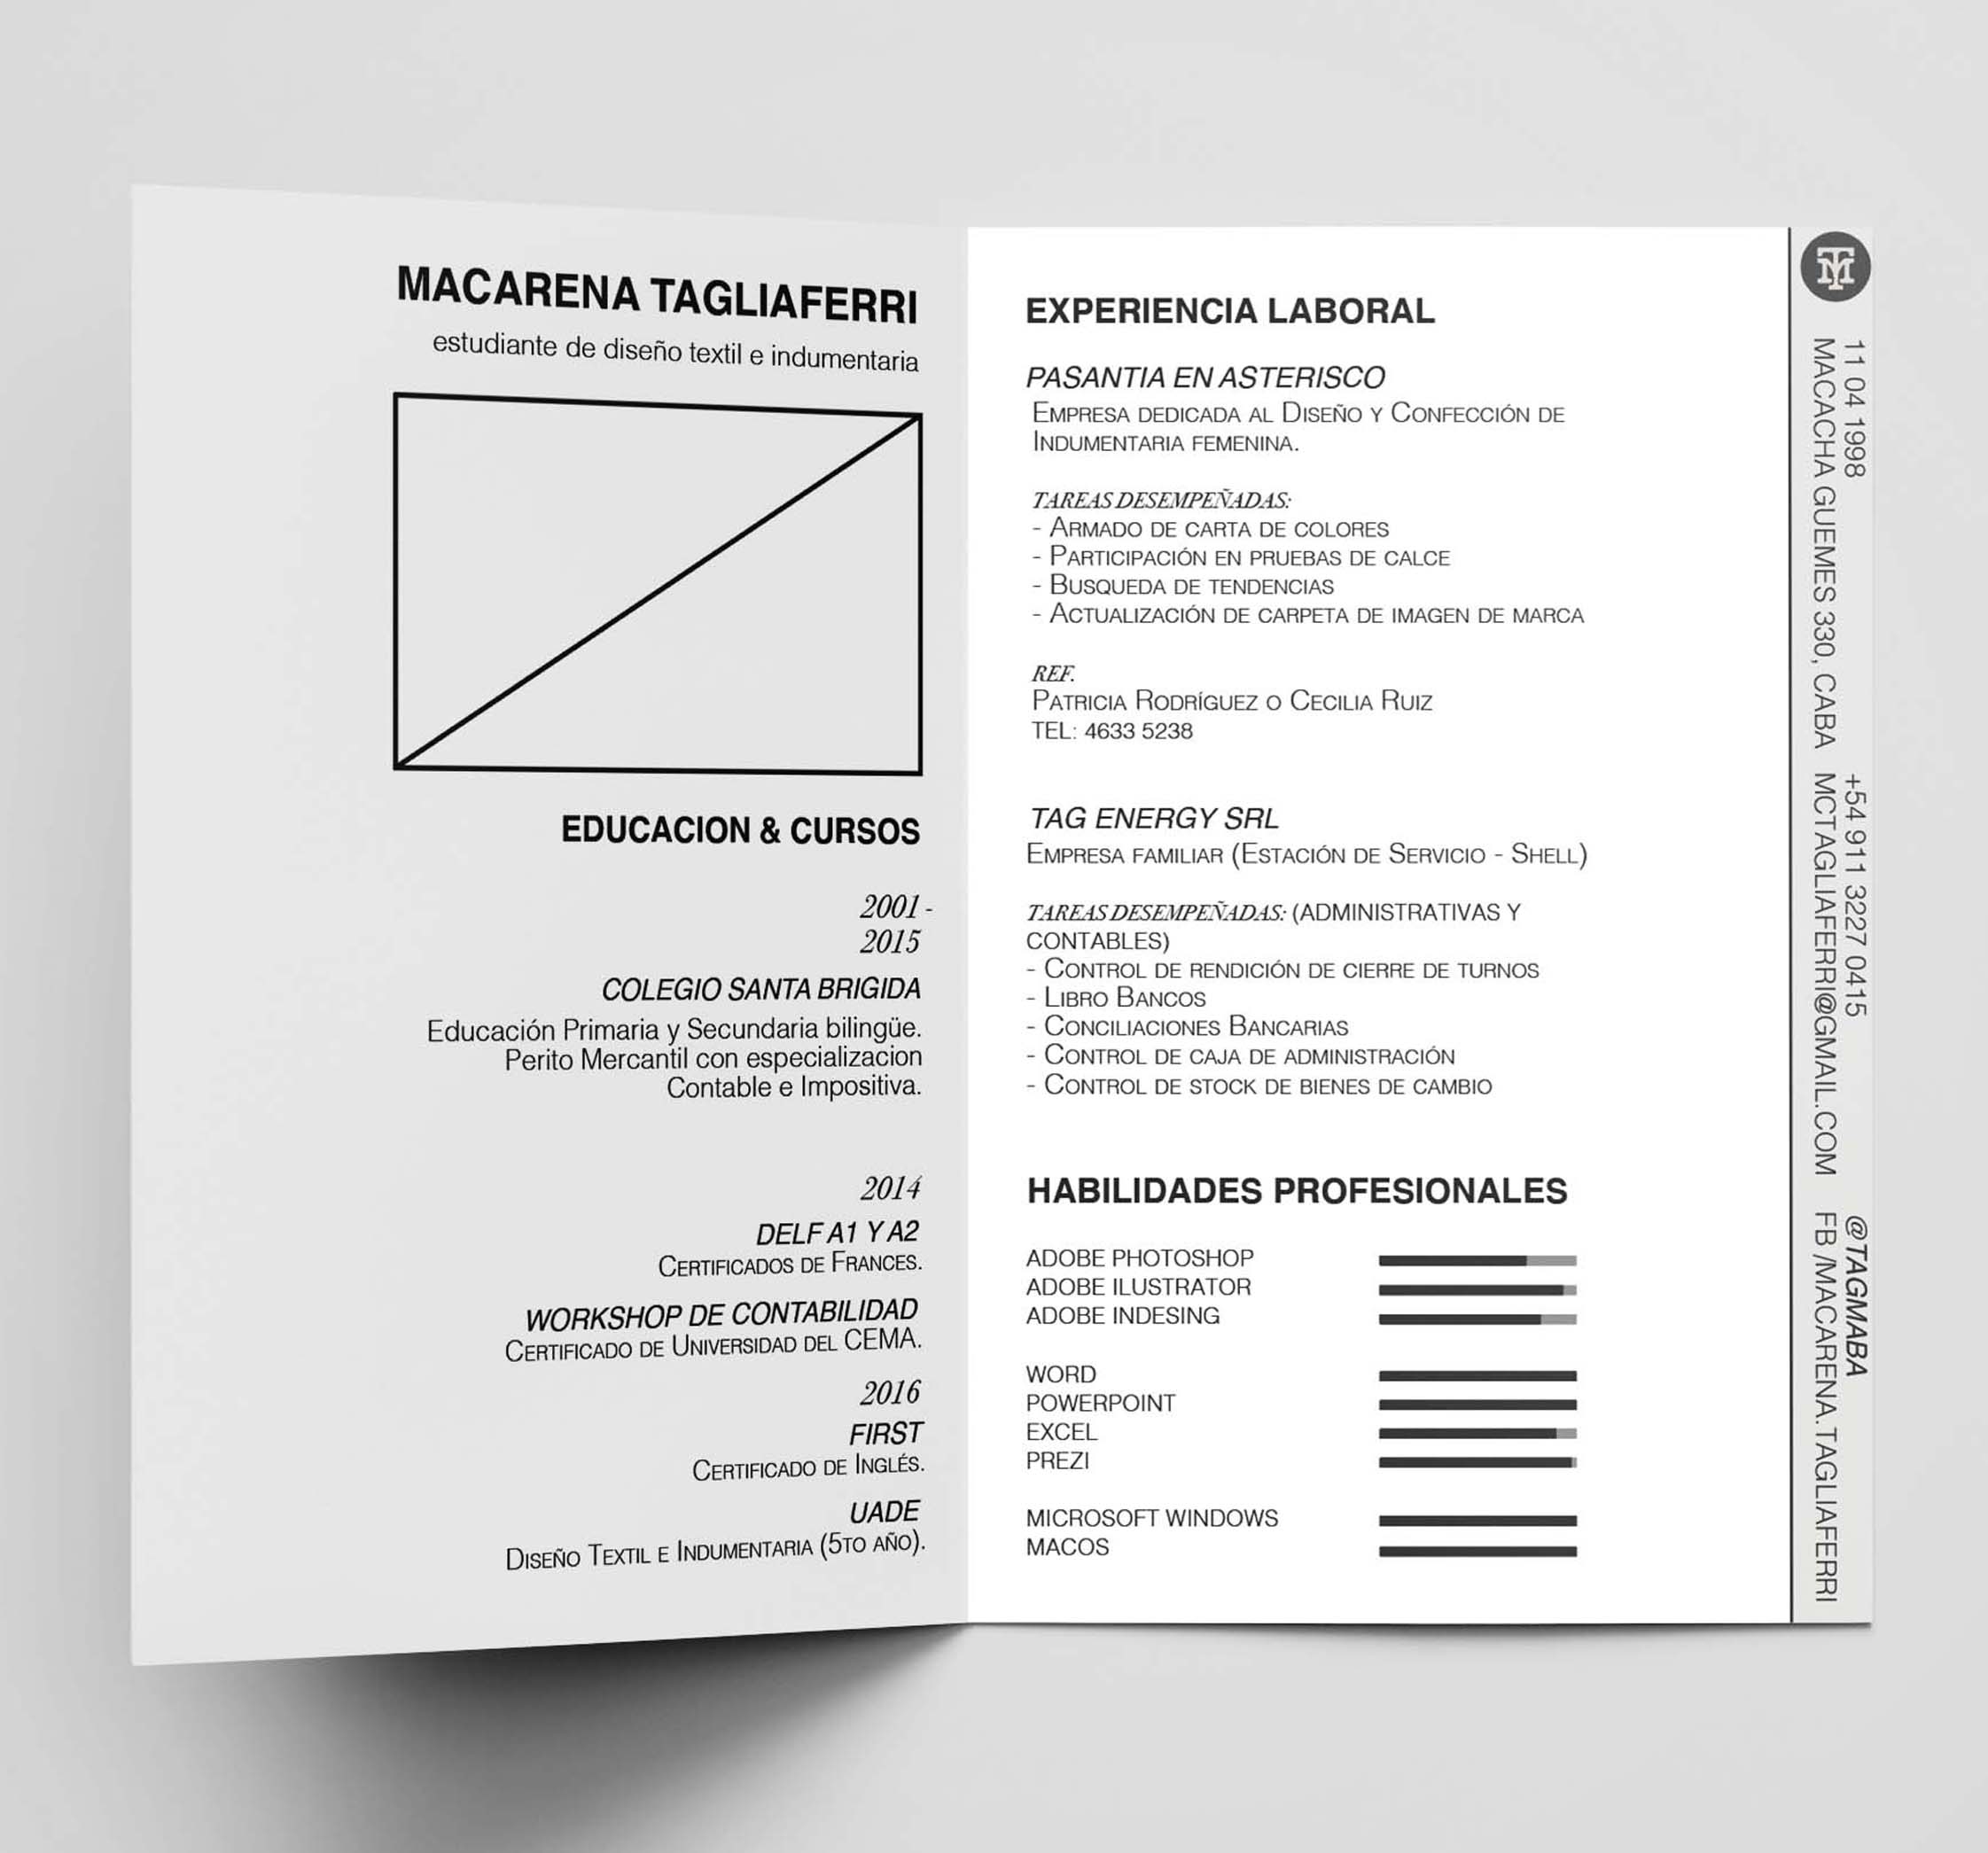 MACARENA TAGLIAFERRI
estudiante de diseño textil e indumentaria
EDUCACION & CURSOS
2001 -
2015
COLEGIO SANTA BRIGIDA
Educación Primaria y Secundaria bilingüe.
Perito Mercantil con especializacion
Contable e Impositiva.
2014
DELF A1 Y A2
CERTIFICADOS DE FRANCES.
WORKSHOP DE CONTABILIDAD
CERTIFICADO DE UNIVERSIDAD DEL CEMA.
2016
FIRST
CERTIFICADO DE INGLÉS.
UADE
DISEÑO TEXTIL E INDUMENTARIA (5TO AÑO).
EXPERIENCIA LABORAL
PASANTIA EN ASTERISCO
EMPRESA DEDICADA AL DISEÑO Y CONFECCIÓN DE
INDUMENTARIA FEMENINA.
TAREAS DESEMPEÑADAS:
- ARMADO DE CARTA DE COLORES
- PARTICIPACIÓN EN PRUEBAS DE CALCE
- BUSQUEDA DE TENDENCIAS
- ACTUALIZACIÓN DE CARPETA DE IMAGEN DE MARCA
REF.
PATRICIA RODRÍGUEZ O CECILIA RUIZ
TEL: 4633 5238
TAG ENERGY SRL
EMPRESA FAMILIAR (ESTACIÓN DE SERVICIO - SHELL)
TAREAS DESEMPEÑADAS: (ADMINISTRATIVAS Y
CONTABLES)
- CONTROL DE RENDICIÓN DE CIERRE DE TURNOS
- LIBRO BANCOS
- CONCILIACIONES BANCARIAS
- CONTROL DE CAJA DE ADMINISTRACIÓN
- CONTROL DE STOCK DE BIENES DE CAMBIO
HABILIDADES PROFESIONALES
ADOBE PHOTOSHOP
ADOBE ILUSTRATOR
ADOBE INDESING
WORD
POWERPOINT
EXCEL
PREZI
MICROSOFT WINDOWS
MACOS
TM
11 04 1998
MACACHA GUEMES 330, CABA
+54 911 3227 0415
MCTAGLIAFERRI@GMAIL.COM
@TAGMABA
FB /MACARENA.TAGLIAFERRI